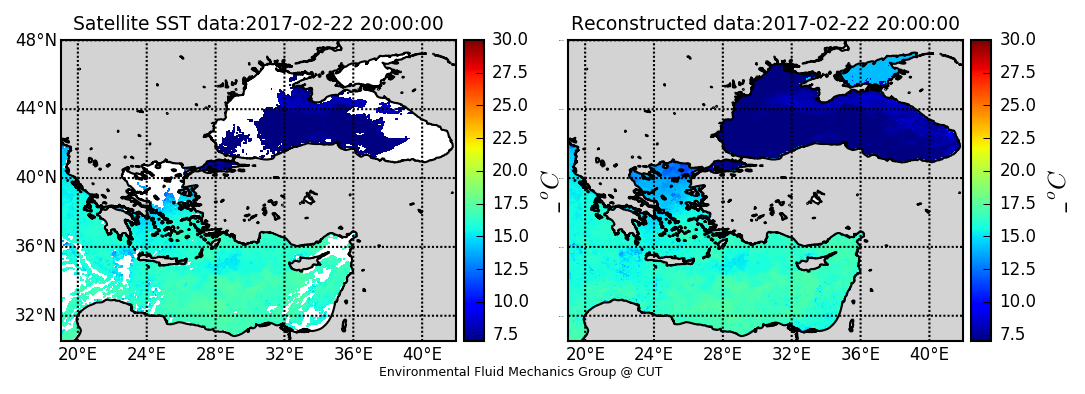 Satellite SST data:2017-02-22 20:00:00
48°N
44°N
40°N
36°N
32°N
20°E 24°E 28°E 32°E 36°E 40°E
30.0
27.5
25.0
22.5
20.0
17.5
15.0
12.5
10.0
7.5
_ °C
Reconstructed data:2017-02-22 20:00:00
20°E 24°E 28°E 32°E 36°E 40°E
30.0
27.5
25.0
22.5
20.0
17.5
15.0
12.5
10.0
7.5
_ °C
Environmental Fluid Mechanics Group @ CUT